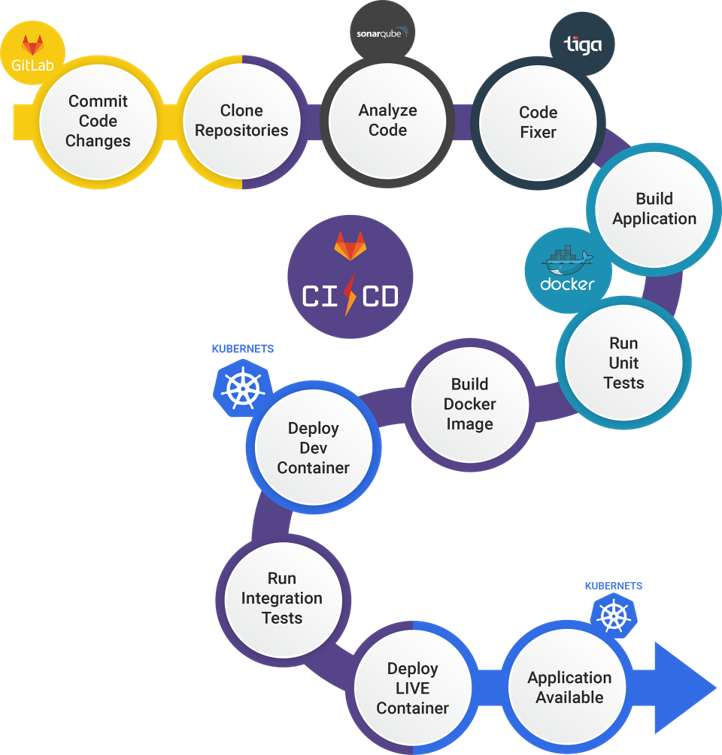 GitLab
Commit
Code
Changes
Clone
Repositories
sonarqube
Analyze
Code
tiga
Code
Fixer
Build
Application
docker
Run
Unit
Tests
CI CD
Build
Docker
Image
KUBERNETS
Deploy
Dev
Container
Run
Integration
Tests
Deploy
LIVE
Container
KUBERNETS
Application
Available